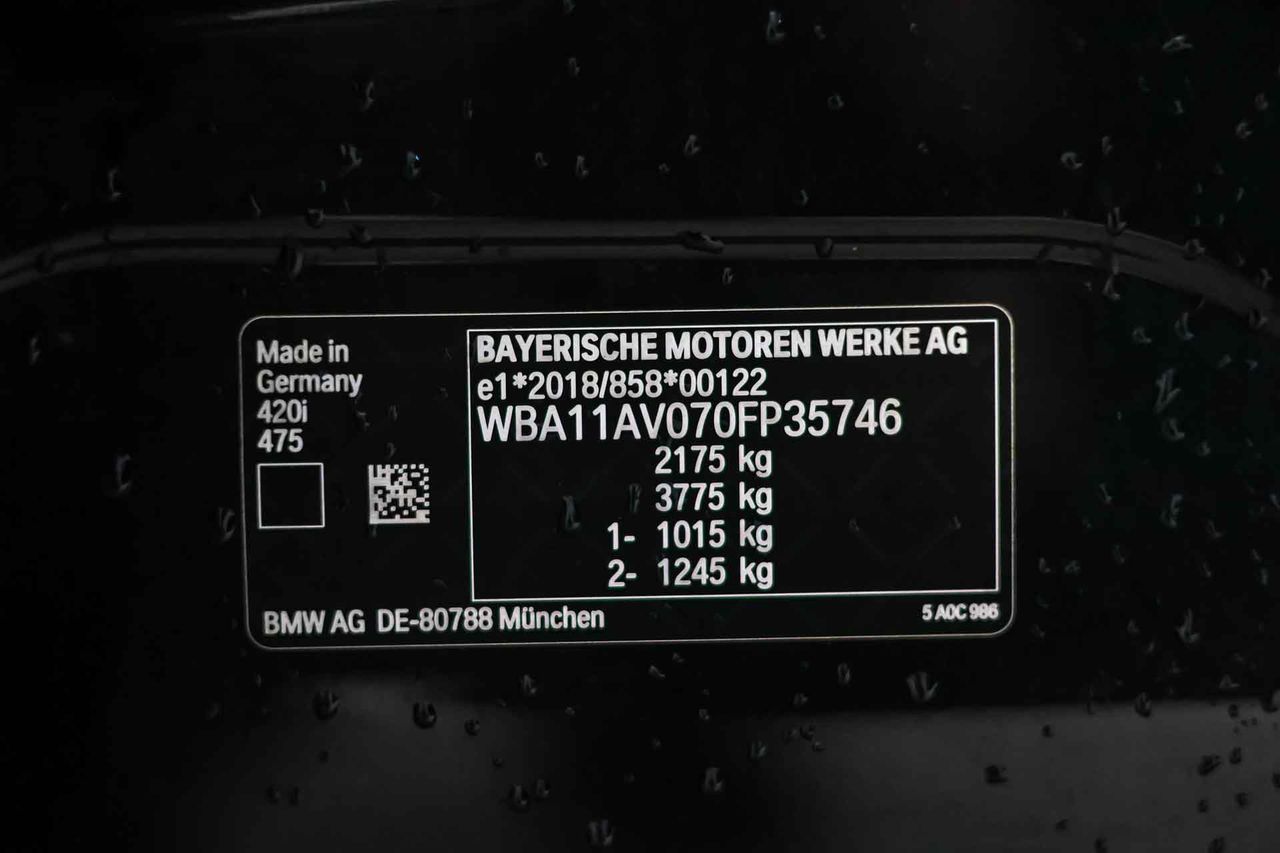 Made in
Germany
420i
475
BAYERISCHE MOTOREN WERKE AG
e1*2018/858*00122
WBA11AV070FP35746
2175 kg
3775 kg
1- 1015 kg
2- 1245 kg
BMW AG DE-80788 München
5 A0C 986